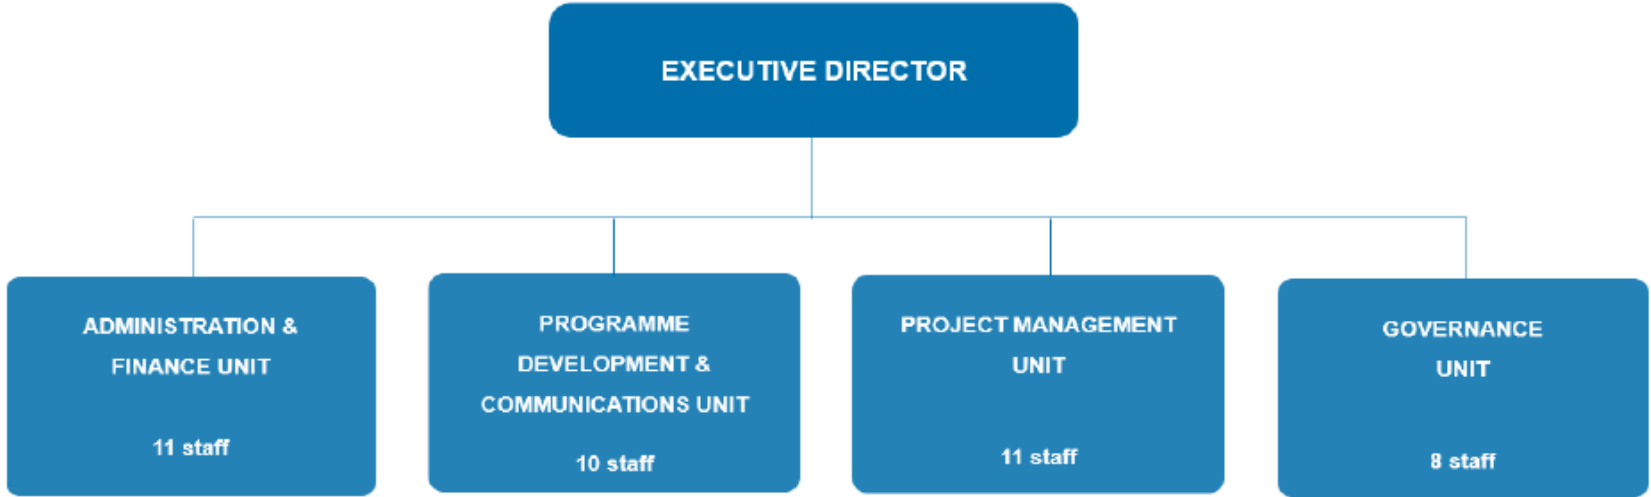 EXECUTIVE DIRECTOR
ADMINISTRATION &
FINANCE UNIT
11 staff
PROGRAMME
DEVELOPMENT &
COMMUNICATIONS UNIT
10 staff
PROJECT MANAGEMENT
UNIT
11 staff
GOVERNANCE
UNIT
8 staff